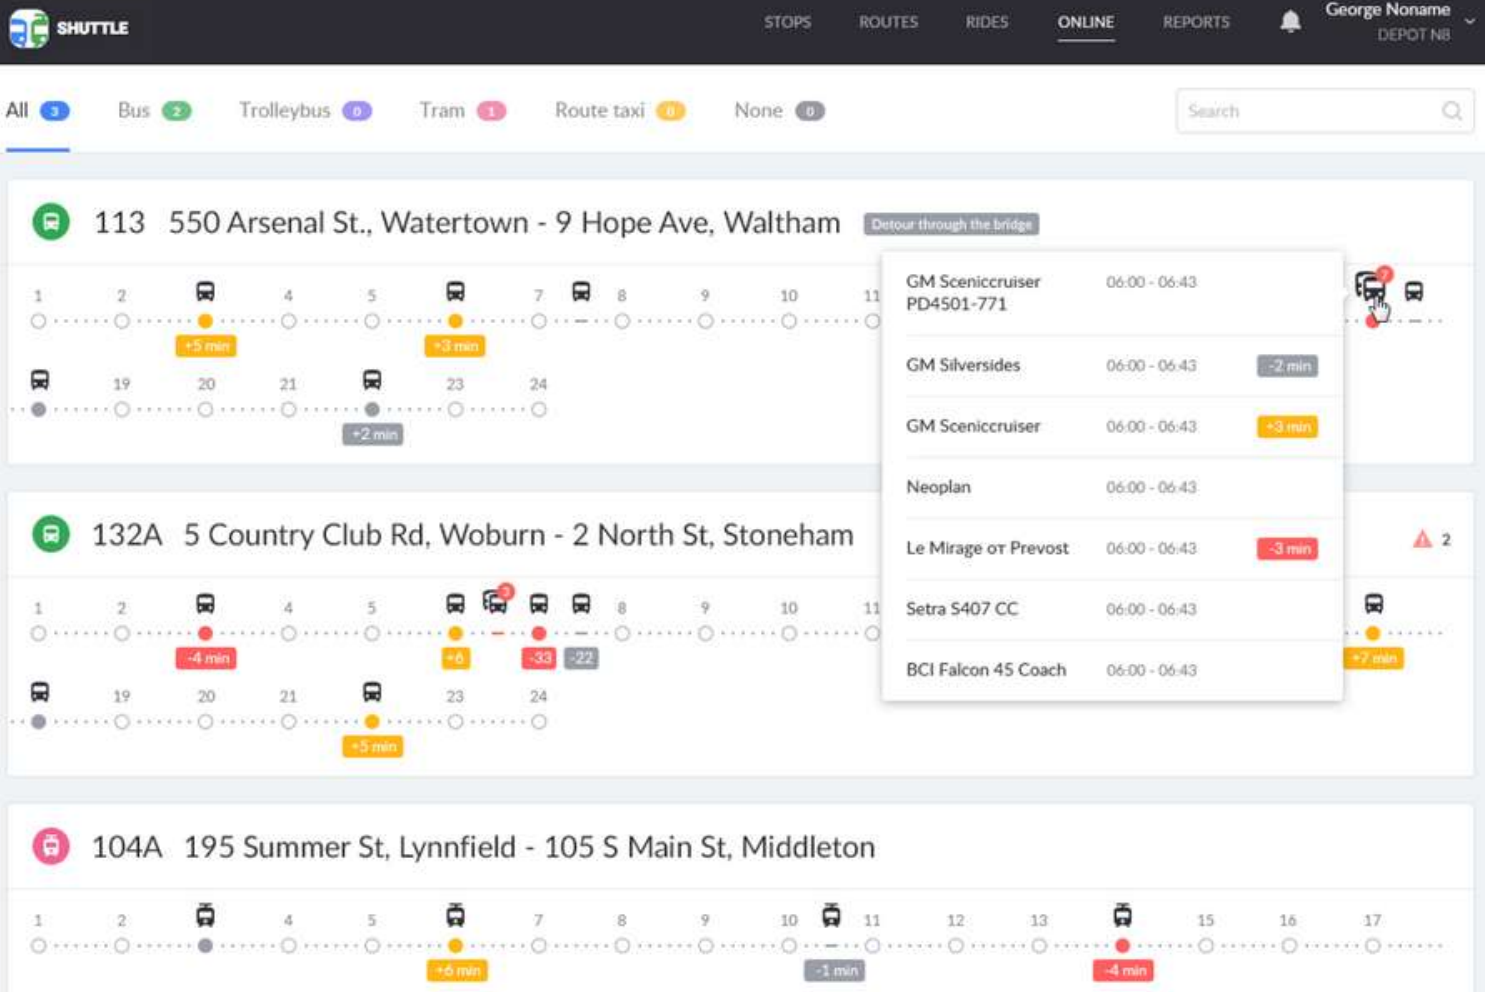 SHUTTLE
STOPS ROUTES RIDES ONLINE REPORTS
George Noname
DEPOT N8
All 3 Bus 2 Trolleybus 0 Tram 1 Route taxi 0 None 0
Search
113 550 Arsenal St., Watertown - 9 Hope Ave, Waltham Detour through the bridge
1 2 4 5 7 8 9 10 11 7
+5 min +3 min
19 20 21 23 24
+2 min
GM Sceniccruiser 06:00 - 06:43
PD4501-771
GM Silversides 06:00 - 06:43 -2 min
GM Sceniccruiser 06:00 - 06:43 +3 min
Neoplan 06:00 - 06:43
Le Mirage от Prevost 06:00 - 06:43 -3 min
Setra S407 CC 06:00 - 06:43
BCI Falcon 45 Coach 06:00 - 06:43
132A 5 Country Club Rd, Woburn - 2 North St, Stoneham 2
1 2 4 5 3 8 9 10 11
-4 min +6 -33 -22 +7 min
19 20 21 23 24
+5 min
104A 195 Summer St, Lynnfield - 105 S Main St, Middleton
1 2 4 5 7 8 9 10 11 12 13 15 16 17
+6 min -1 min -4 min